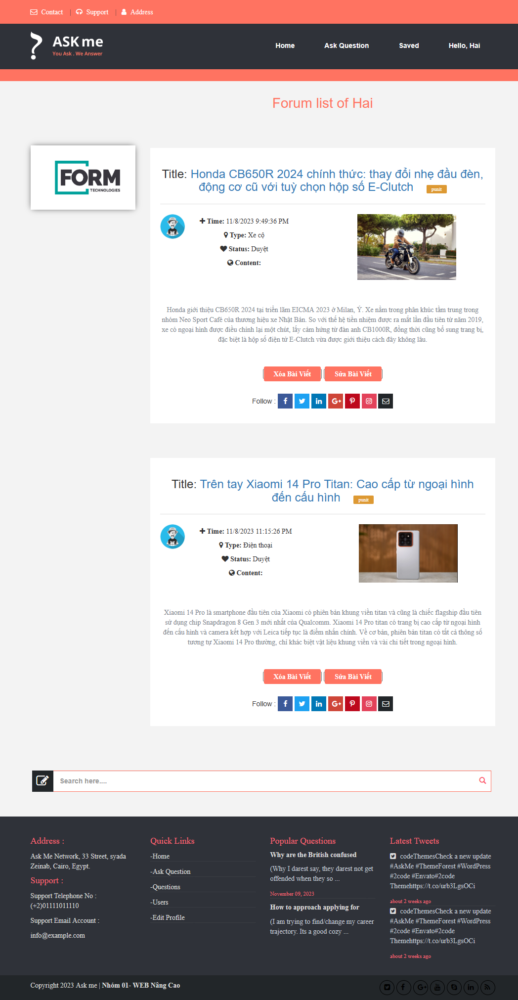 Contact | Support | Address
ASK me
You Ask . We Answer
Home Ask Question Saved Hello, Hai
Forum list of Hai
FORM
TECHNOLOGIES
Title: Honda CB650R 2024 chính thức: thay đổi nhẹ đầu đèn,
động cơ cũ với tuỳ chọn hộp số E-Clutch punit
Time: 11/8/2023 9:49:36 PM
Type: Xe cộ
Status: Duyệt
Content:
Honda giới thiệu CB650R 2024 tại triển lãm EICMA 2023 ở Milan, Ý. Xe nằm trong phân khúc tầm trung trong
nhóm Neo Sport Café của thương hiệu xe Nhật Bản. So với thế hệ tiền nhiệm được ra mắt lần đầu tiên từ năm 2019,
xe có ngoại hình được điều chỉnh lại một chút, lấy cảm hứng từ đàn anh CB1000R, đồng thời cũng bổ sung trang bị,
đặc biệt là hộp số điện tử E-Clutch vừa được giới thiệu cách đây không lâu.
Xóa Bài Viết Sửa Bài Viết
Follow :
Title: Trên tay Xiaomi 14 Pro Titan: Cao cấp từ ngoại hình
đến cấu hình punit
Time: 11/8/2023 11:15:26 PM
Type: Điện thoại
Status: Duyệt
Content:
Xiaomi 14 Pro là smartphone đầu tiên của Xiaomi có phiên bản khung viền titan và cũng là chiếc flagship đầu tiên
sử dụng chip Snapdragon 8 Gen 3 mới nhất của Qualcomm. Xiaomi 14 Pro titan có trang bị cao cấp từ ngoại hình
đến cấu hình và camera kết hợp với Leica tiếp tục là điểm nhấn chính. Về cơ bản, phiên bản titan có tất cả thông số
tương tự Xiaomi 14 Pro thường, chỉ khác biệt vật liệu khung viền và vài chi tiết trong ngoại hình.
Xóa Bài Viết Sửa Bài Viết
Follow :
Search here....
Address :
Ask Me Network, 33 Street, syada
Zeinab, Cairo, Egypt.
Support :
Support Telephone No :
(+2)01111011110
Support Email Account :
info@example.com
Quick Links
-Home
-Ask Question
-Questions
-Users
-Edit Profile
Popular Questions
Why are the British confused
(Why I darest say, they darest not get
offended when they so ...
November 09, 2023
How to approach applying for
(I am trying to find/change my career
trajectory. Its a good cozy ...
Latest Tweets
codeThemesCheck a new update
#AskMe #ThemeForest #WordPress
#2code #Envato#2code
Themehttps://t.co/urb3LgsOCi
about 2 weeks ago
codeThemesCheck a new update
#AskMe #ThemeForest #WordPress
#2code #Envato#2code
Themehttps://t.co/urb3LgsOCi
about 2 weeks ago
Copyright 2023 Ask me | Nhóm 01- WEB Nâng Cao